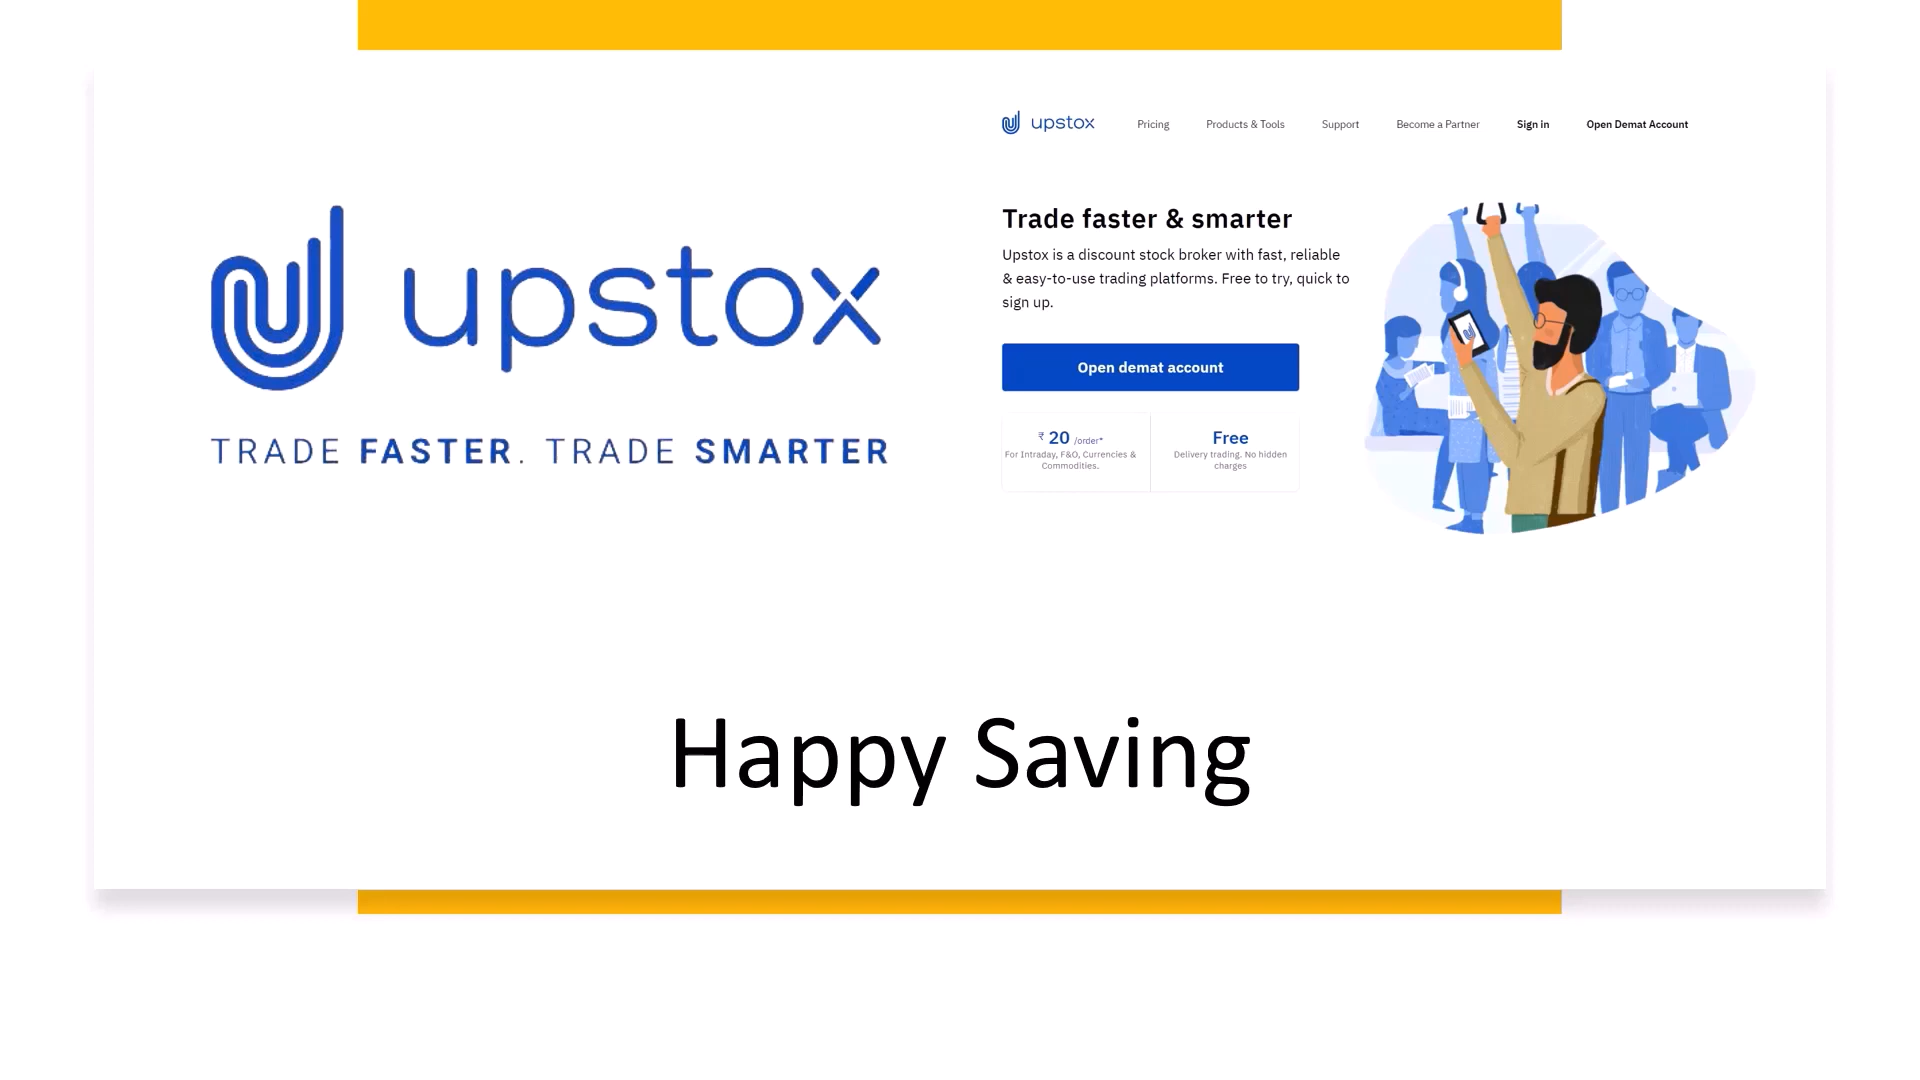 upstox
TRADE FASTER. TRADE SMARTER
upstox Pricing Products & Tools Support Become a Partner Sign in Open Demat Account
Trade faster & smarter
Upstox is a discount stock broker with fast, reliable
& easy-to-use trading platforms. Free to try, quick to
sign up.
Open demat account
₹ 20 /order*
For Intraday, F&O, Currencies &
Commodities.
Free
Delivery trading. No hidden
charges
Happy Saving